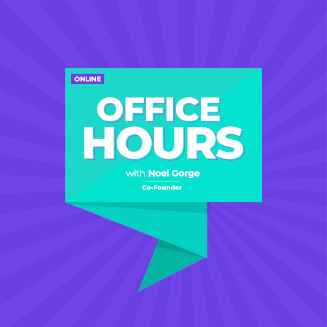 ONLINE
OFFICE
HOURS
with Noel Gorge
Co-Founder